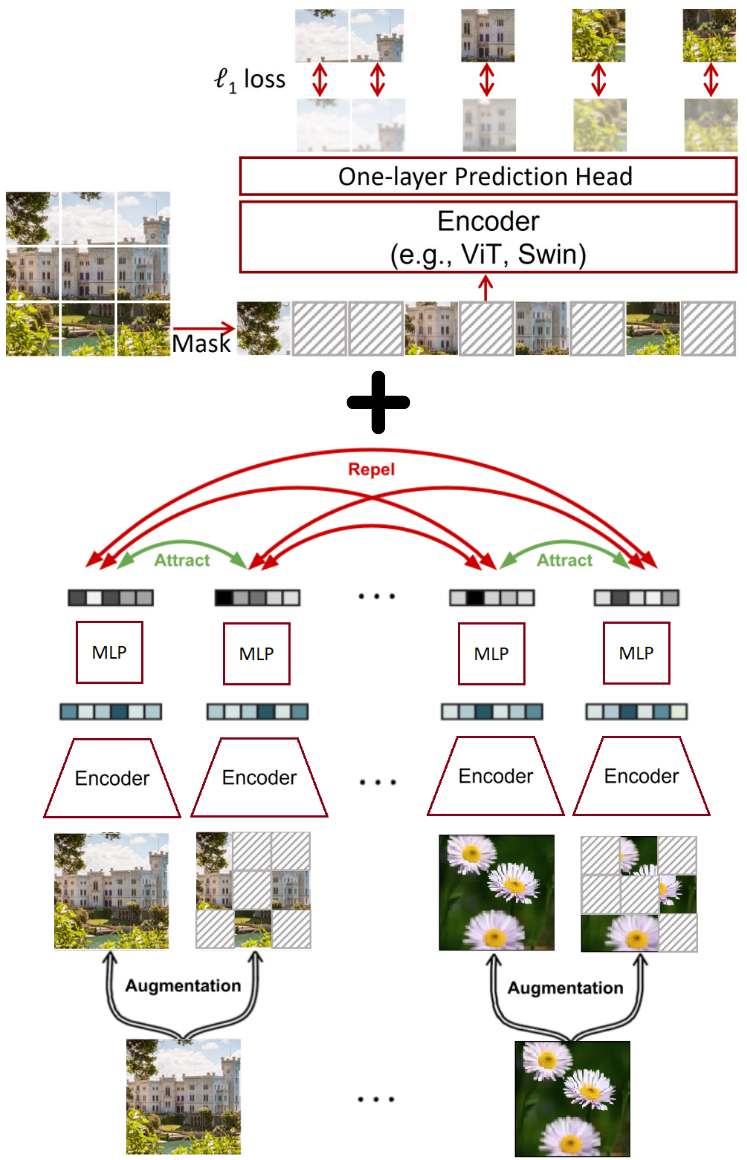 ℓ₁ loss
One-layer Prediction Head
Encoder
(e.g., ViT, Swin)
Mask
Repel
Attract
Attract
MLP
MLP
MLP
MLP
Encoder
Encoder
Encoder
Encoder
Augmentation
Augmentation